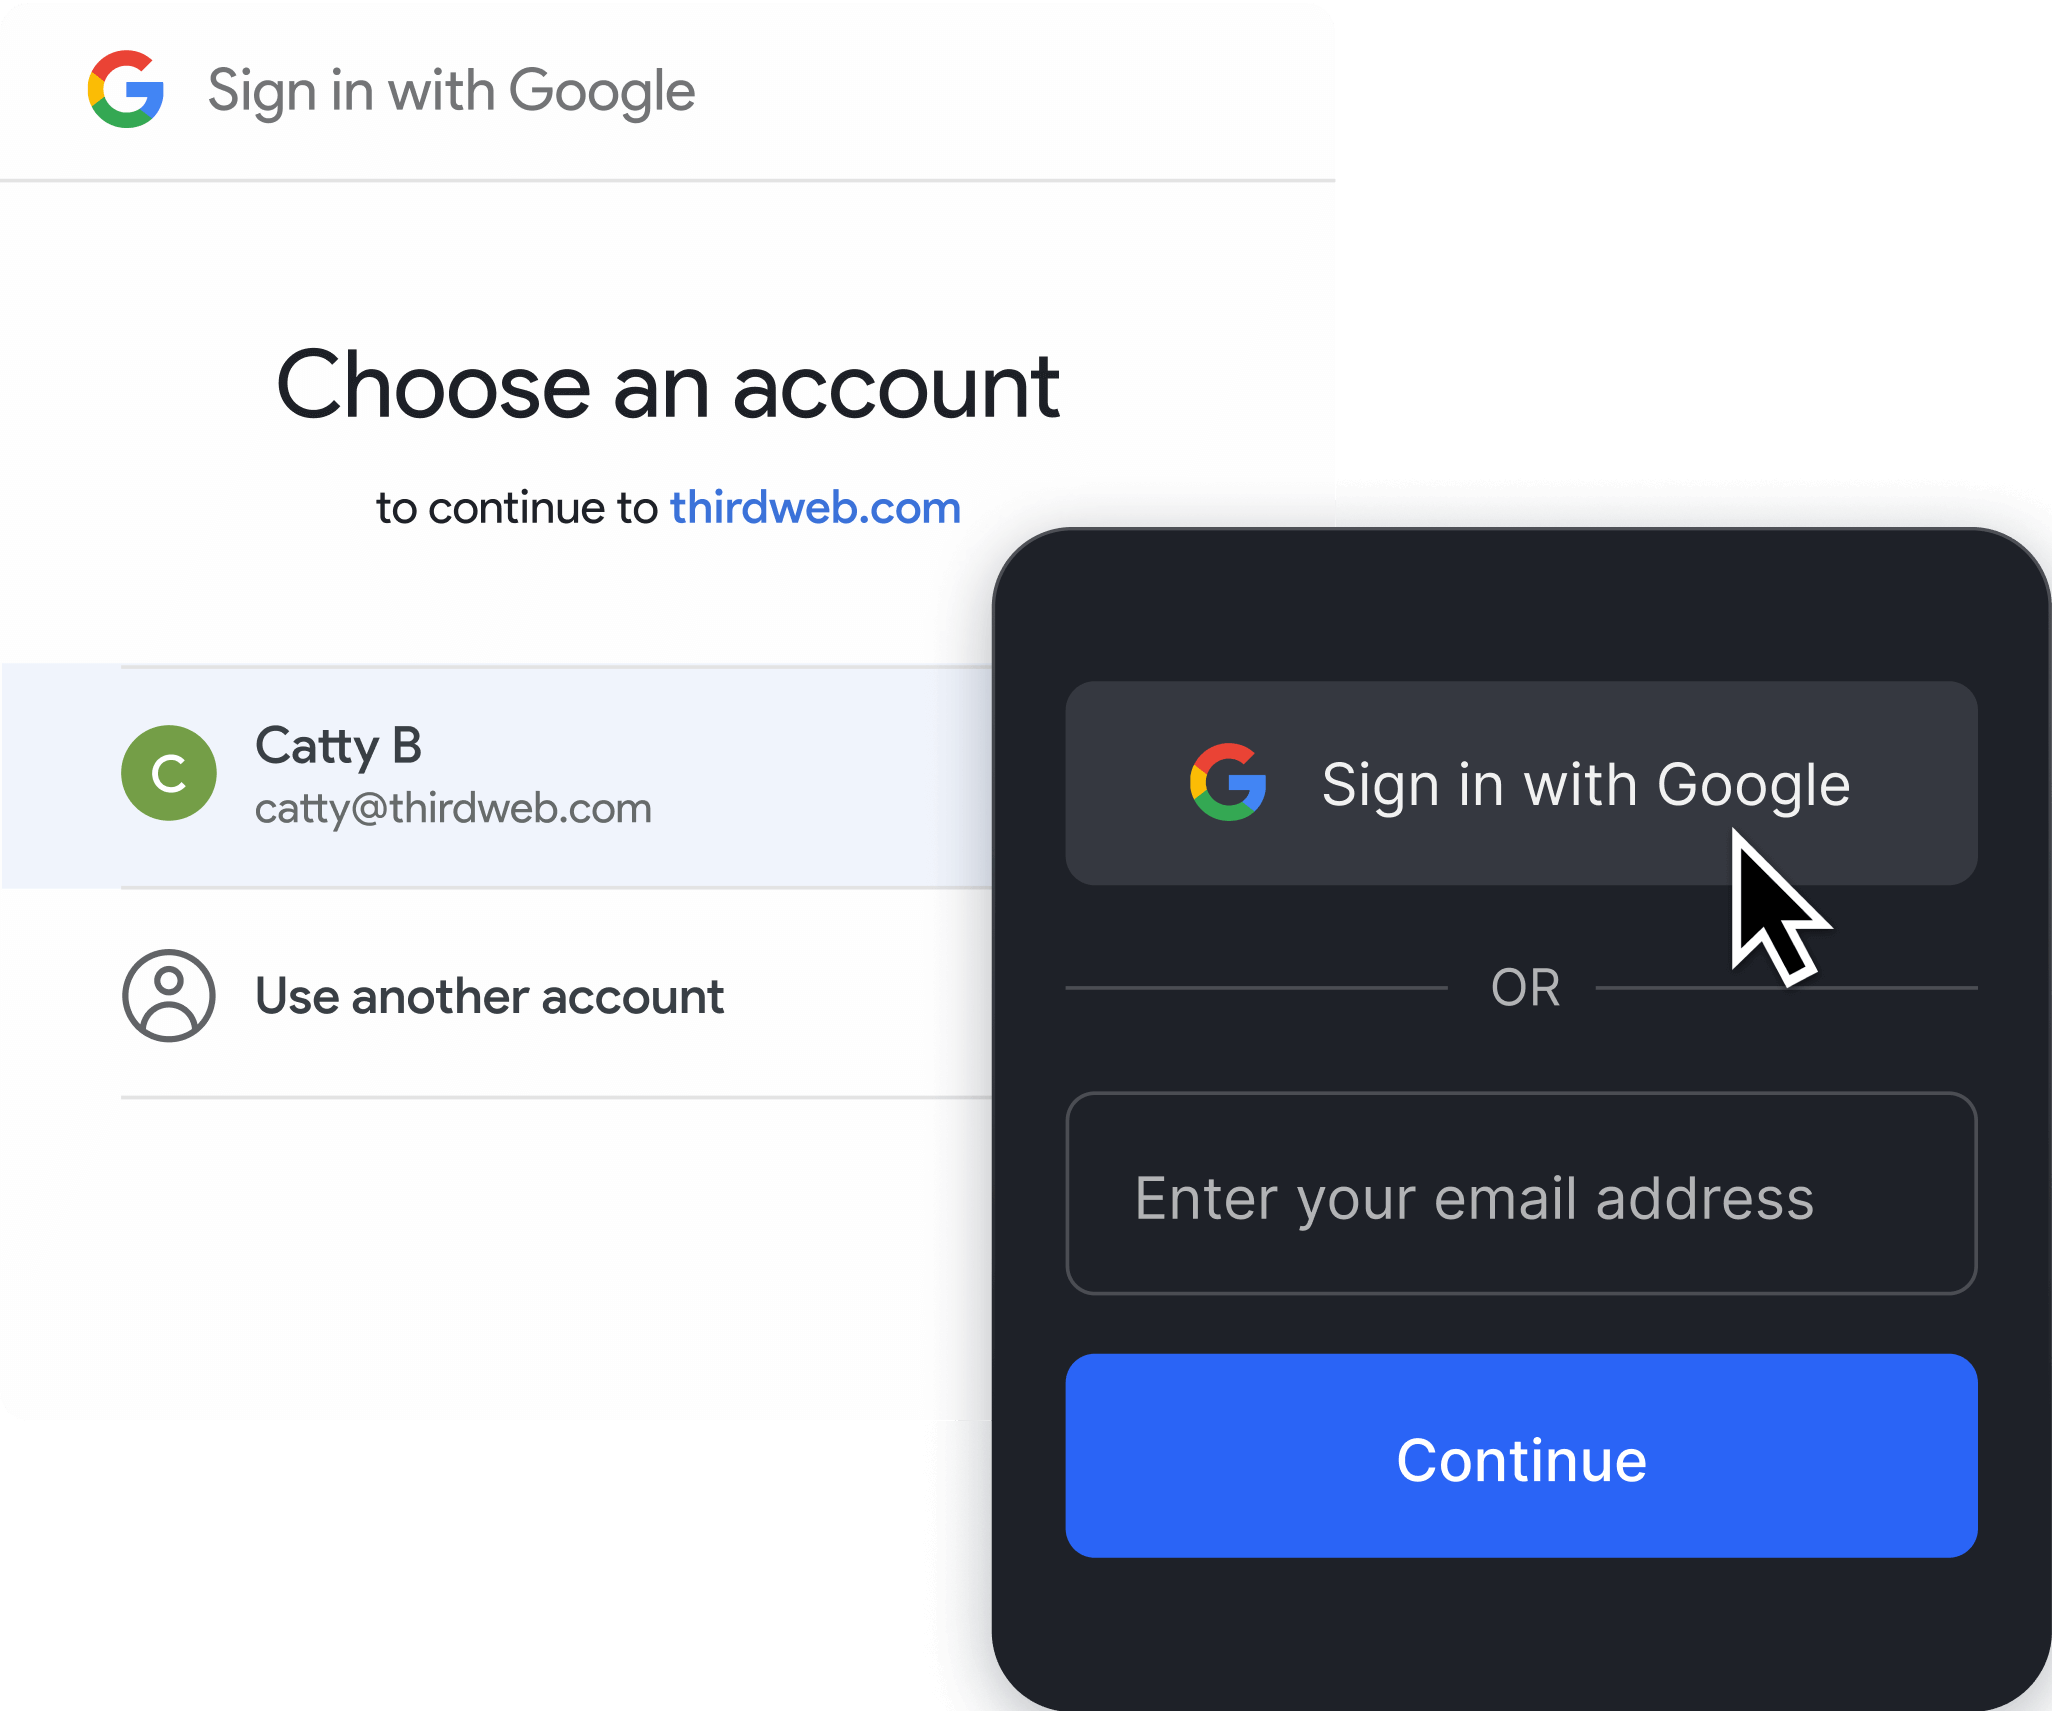 Sign in with Google
Choose an account
to continue to thirdweb.com
C
Catty B
catty@thirdweb.com
Use another account
Sign in with Google
OR
Enter your email address
Continue